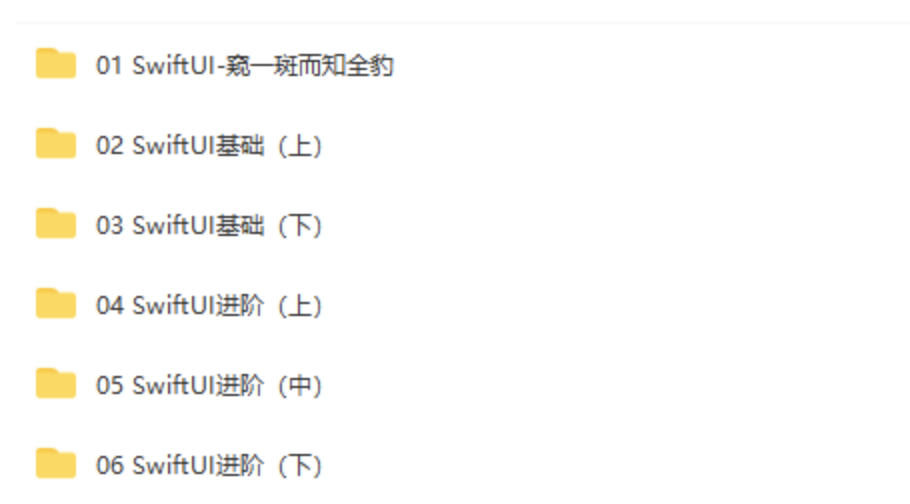 01 SwiftUI-窥一斑而知全豹
02 SwiftUI基础（上）
03 SwiftUI基础（下）
04 SwiftUI进阶（上）
05 SwiftUI进阶（中）
06 SwiftUI进阶（下）